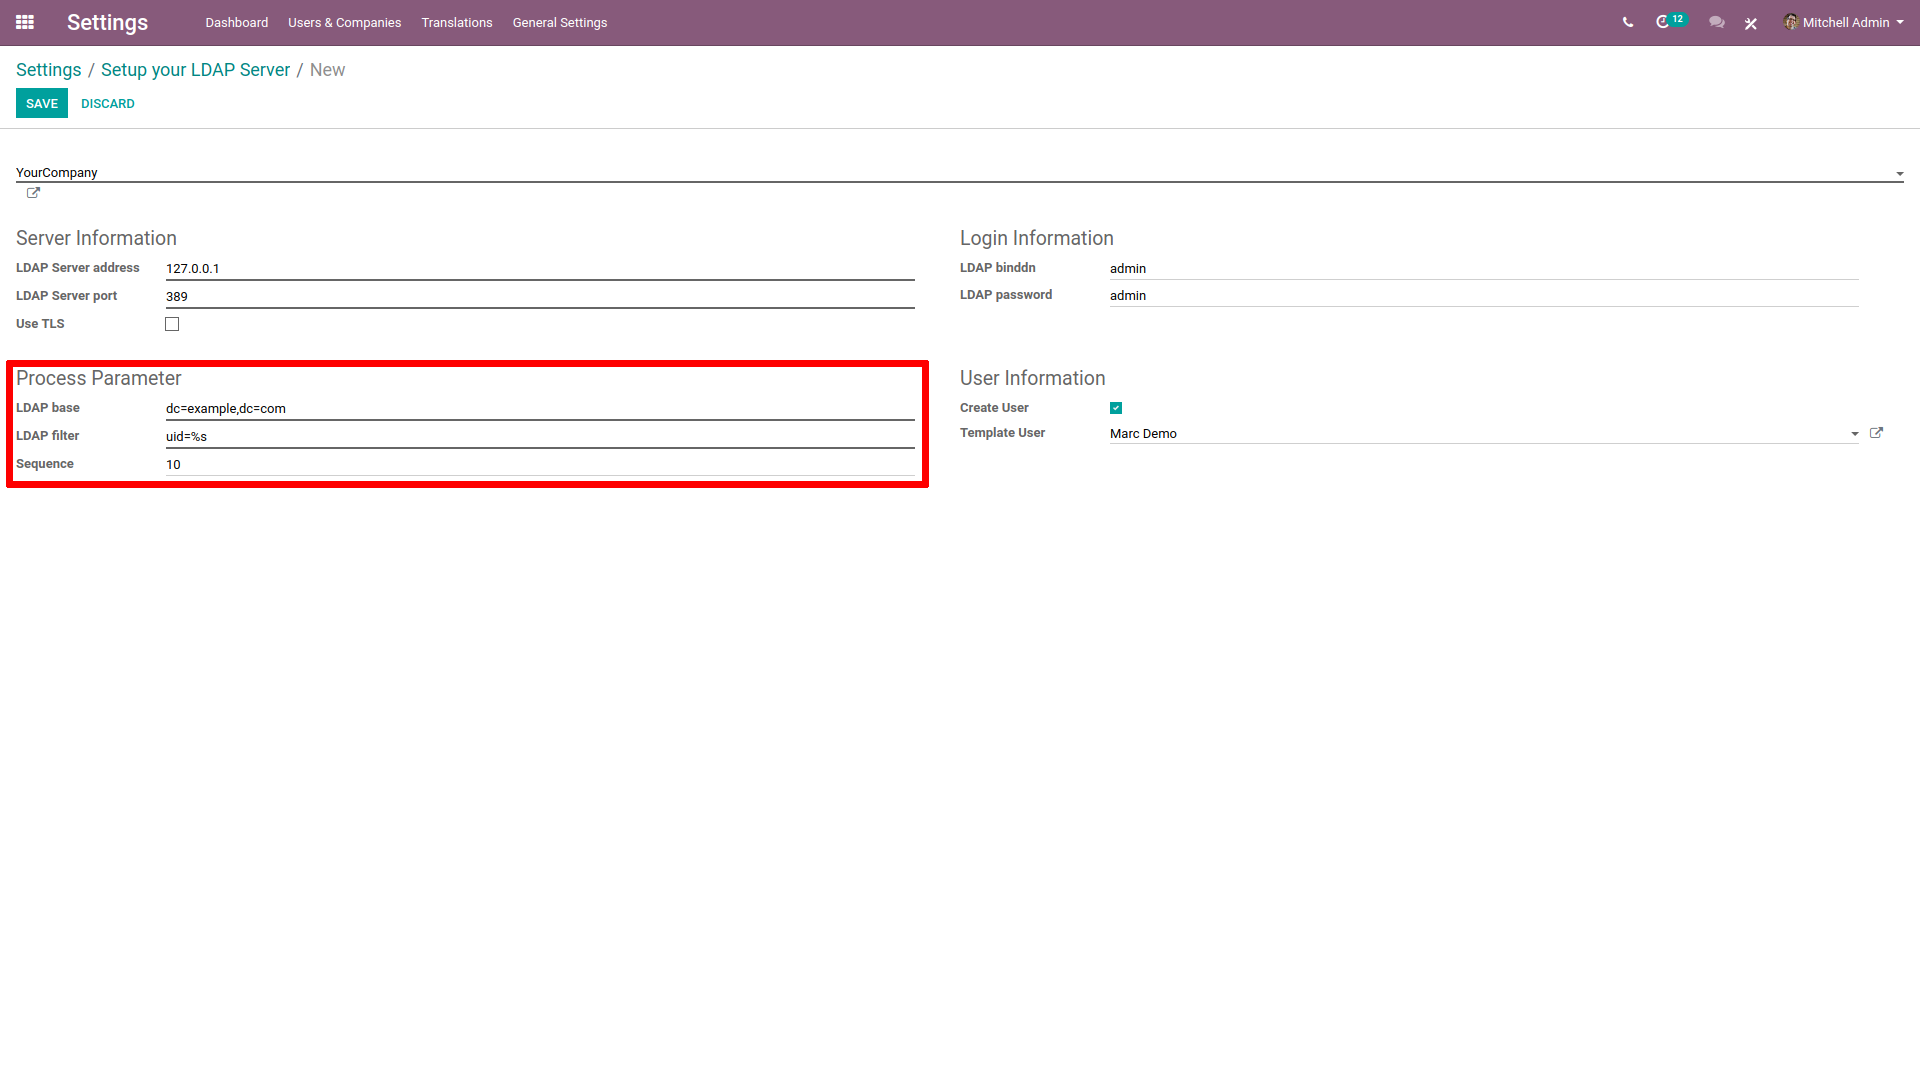 Settings Dashboard Users & Companies Translations General Settings 12 Mitchell Admin
Settings / Setup your LDAP Server / New
SAVE DISCARD
YourCompany
Server Information
LDAP Server address 127.0.0.1
LDAP Server port 389
Use TLS
Login Information
LDAP binddn admin
LDAP password admin
Process Parameter
LDAP base dc=example,dc=com
LDAP filter uid=%s
Sequence 10
User Information
Create User
Template User Marc Demo